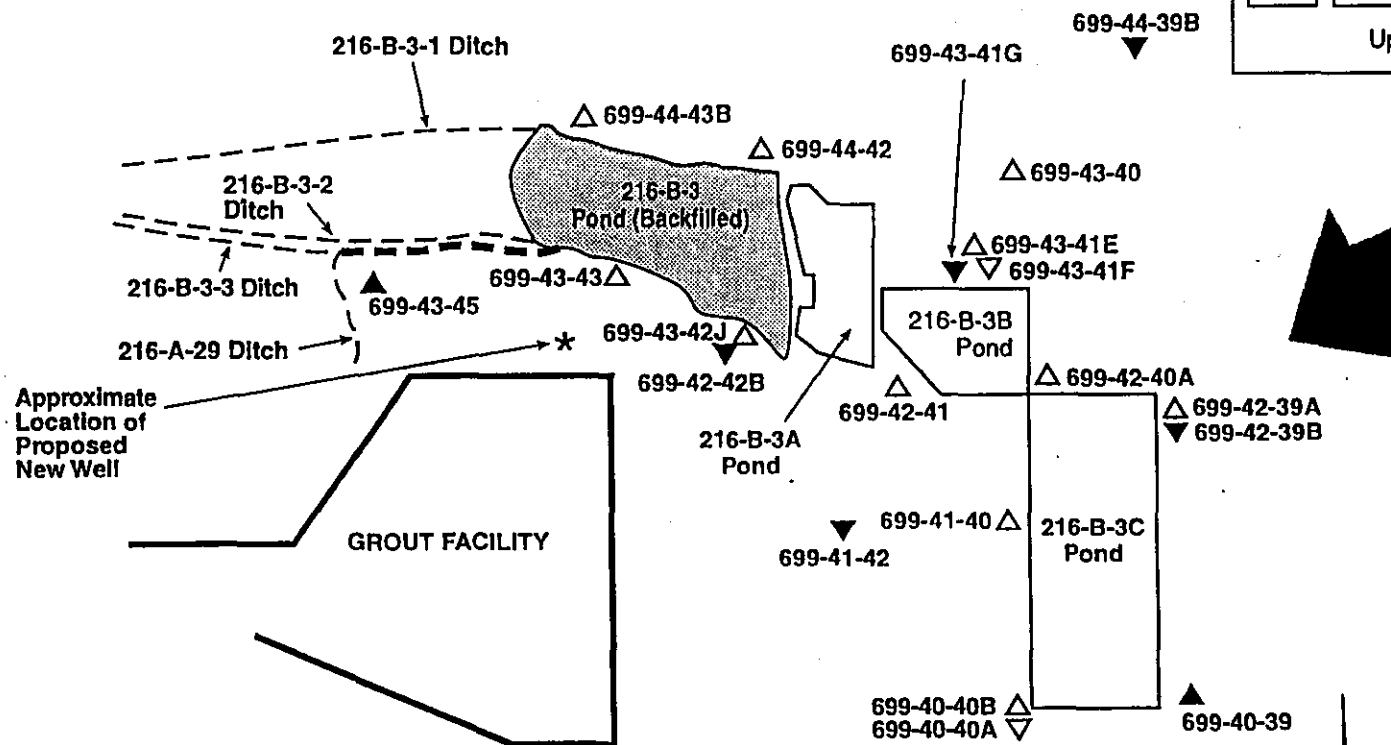 699-44-39B
Up
216-B-3-1 Ditch
699-43-41G
699-44-43B
699-44-42
699-43-40
216-B-3-2
Ditch
216-B-3
Pond (Backfilled)
699-43-41E
699-43-41F
216-B-3-3 Ditch
699-43-43
699-43-45
216-B-3B
Pond
699-43-42J
216-A-29 Ditch
*
699-42-42B
699-42-40A
Approximate
Location of
Proposed
New Well
699-42-41
699-42-39A
699-42-39B
216-B-3A
Pond
699-41-40
216-B-3C
Pond
GROUT FACILITY
699-41-42
699-40-40B
699-40-40A
699-40-39